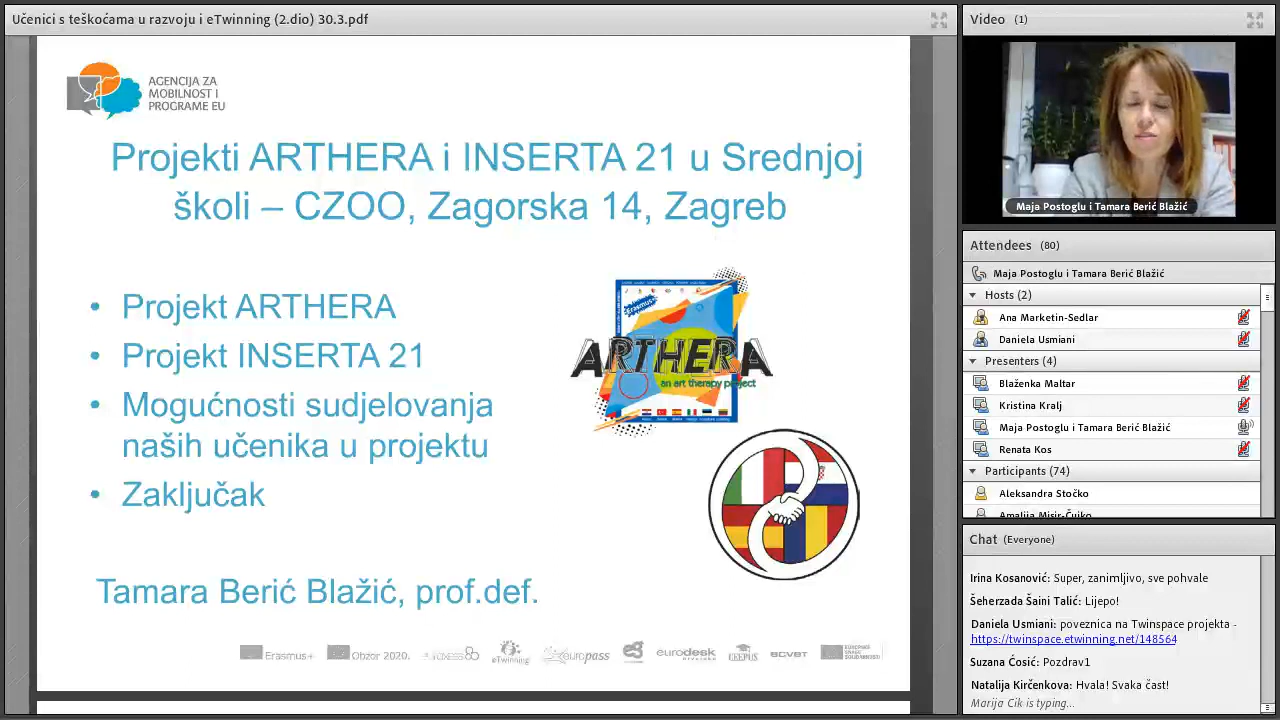 Učenici s teškoćama u razvoju i eTwinning (2.dio) 30.3.pdf
AGENCIJA ZA
MOBILNOST I
PROGRAME EU
Projekti ARTHERA i INSERTA 21 u Srednjoj
školi – CZOO, Zagorska 14, Zagreb
• Projekt ARTHERA
• Projekt INSERTA 21
• Mogućnosti sudjelovanja
naših učenika u projektu
• Zaključak
Erasmus+
ARTHERA
an art therapy project
Tamara Berić Blažić, prof.def.
Erasmus+
Obzor 2020.
eTwinning
europass
eurodesk
Video (1)
Maja Postoglu i Tamara Berić Blažić
Attendees (80)
Maja Postoglu i Tamara Berić Blažić
Hosts (2)
Ana Marketin-Sedlar
Daniela Usmiani
Presenters (4)
Blaženka Maltar
Kristina Kralj
Maja Postoglu i Tamara Berić Blažić
Renata Kos
Participants (74)
Aleksandra Stočko
Amalija Misir-Čujko
Chat (Everyone)
Irina Kosanović: Super, zanimljivo, sve pohvale
Šeherzada Šaini Talić: Lijepo!
Daniela Usmiani: poveznica na Twinspace projekta -
https://twinspace.etwinning.net/148564
Suzana Ćosić: Pozdrav1
Natalija Kirčenkova: Hvala! Svaka čast!
Marija Cik is typing...